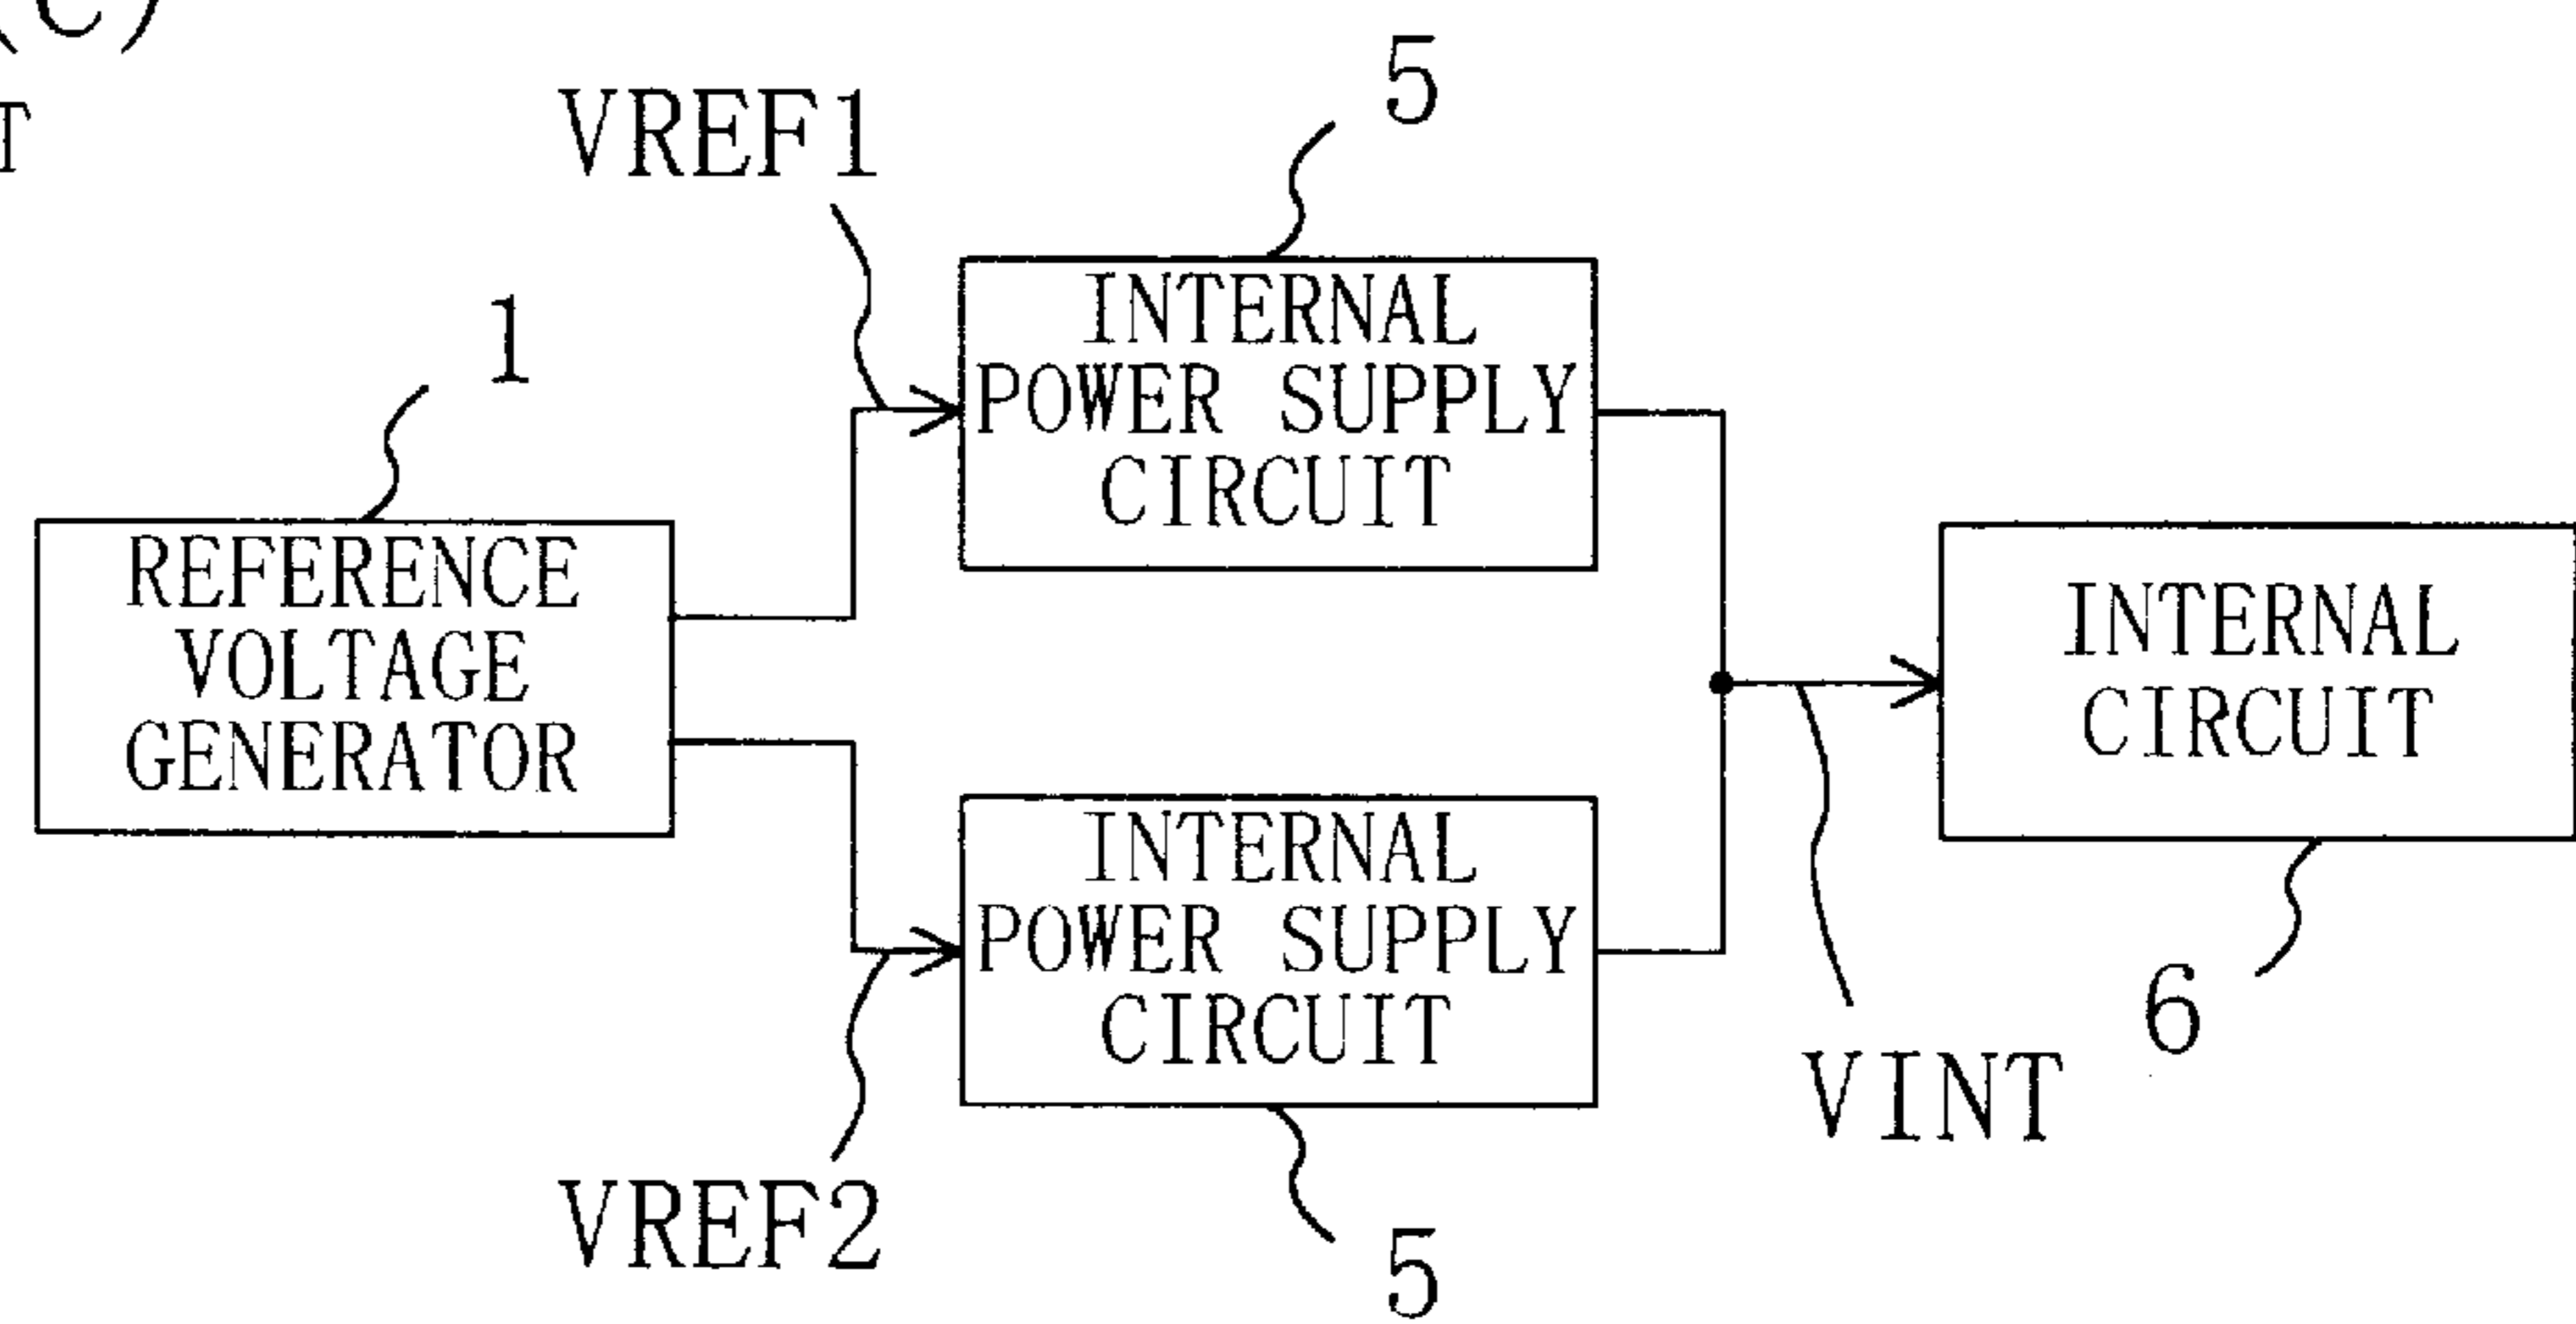 (C)
T
VREF1
5
1
INTERNAL
POWER SUPPLY
CIRCUIT
REFERENCE
VOLTAGE
GENERATOR
INTERNAL
CIRCUIT
INTERNAL
POWER SUPPLY
CIRCUIT
6
VINT
VREF2
5